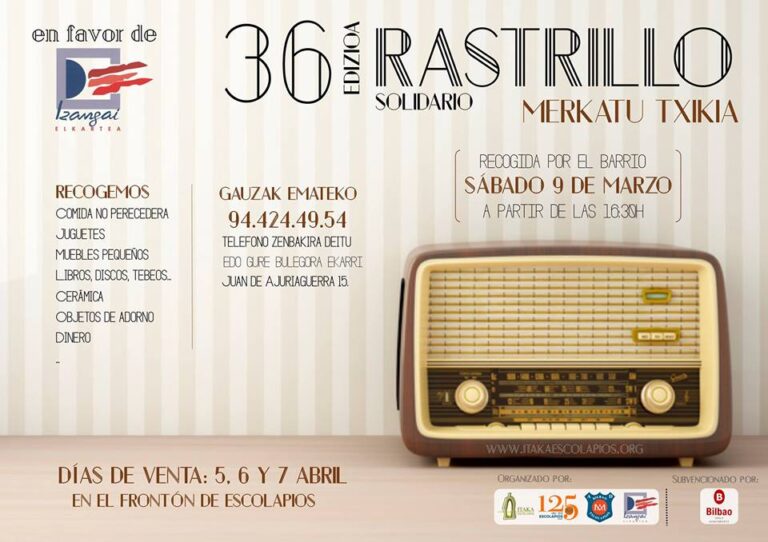 en favor de
Izangai
ELKARTEA
36 EDIZIOA RASTRILLO
SOLIDARIO
MERKATU TXIKIA
RECOGIDA POR EL BARRIO
SÁBADO 9 DE MARZO
A PARTIR DE LAS 16:30H
RECOGEMOS
COMIDA NO PERECEDERA
JUGUETES
MUEBLES PEQUEÑOS
LIBROS, DISCOS, TEBEOS...
CERÁMICA
OBJETOS DE ADORNO
DINERO
...
GAUZAK EMATEKO
94.424.49.54
TELEFONO ZENBAKIRA DEITU
EDO GURE BULEGORA EKARRI
JUAN DE AJURIAGUERRA 15.
WWW.ITAKAESCOLAPIOS.ORG
DÍAS DE VENTA: 5, 6 Y 7 ABRIL
EN EL FRONTÓN DE ESCOLAPIOS
ORGANIZADO POR:
ITAKA
125
ESCOLAPIOS
Izangai
SUBVENCIONADO POR:
B
Bilbao